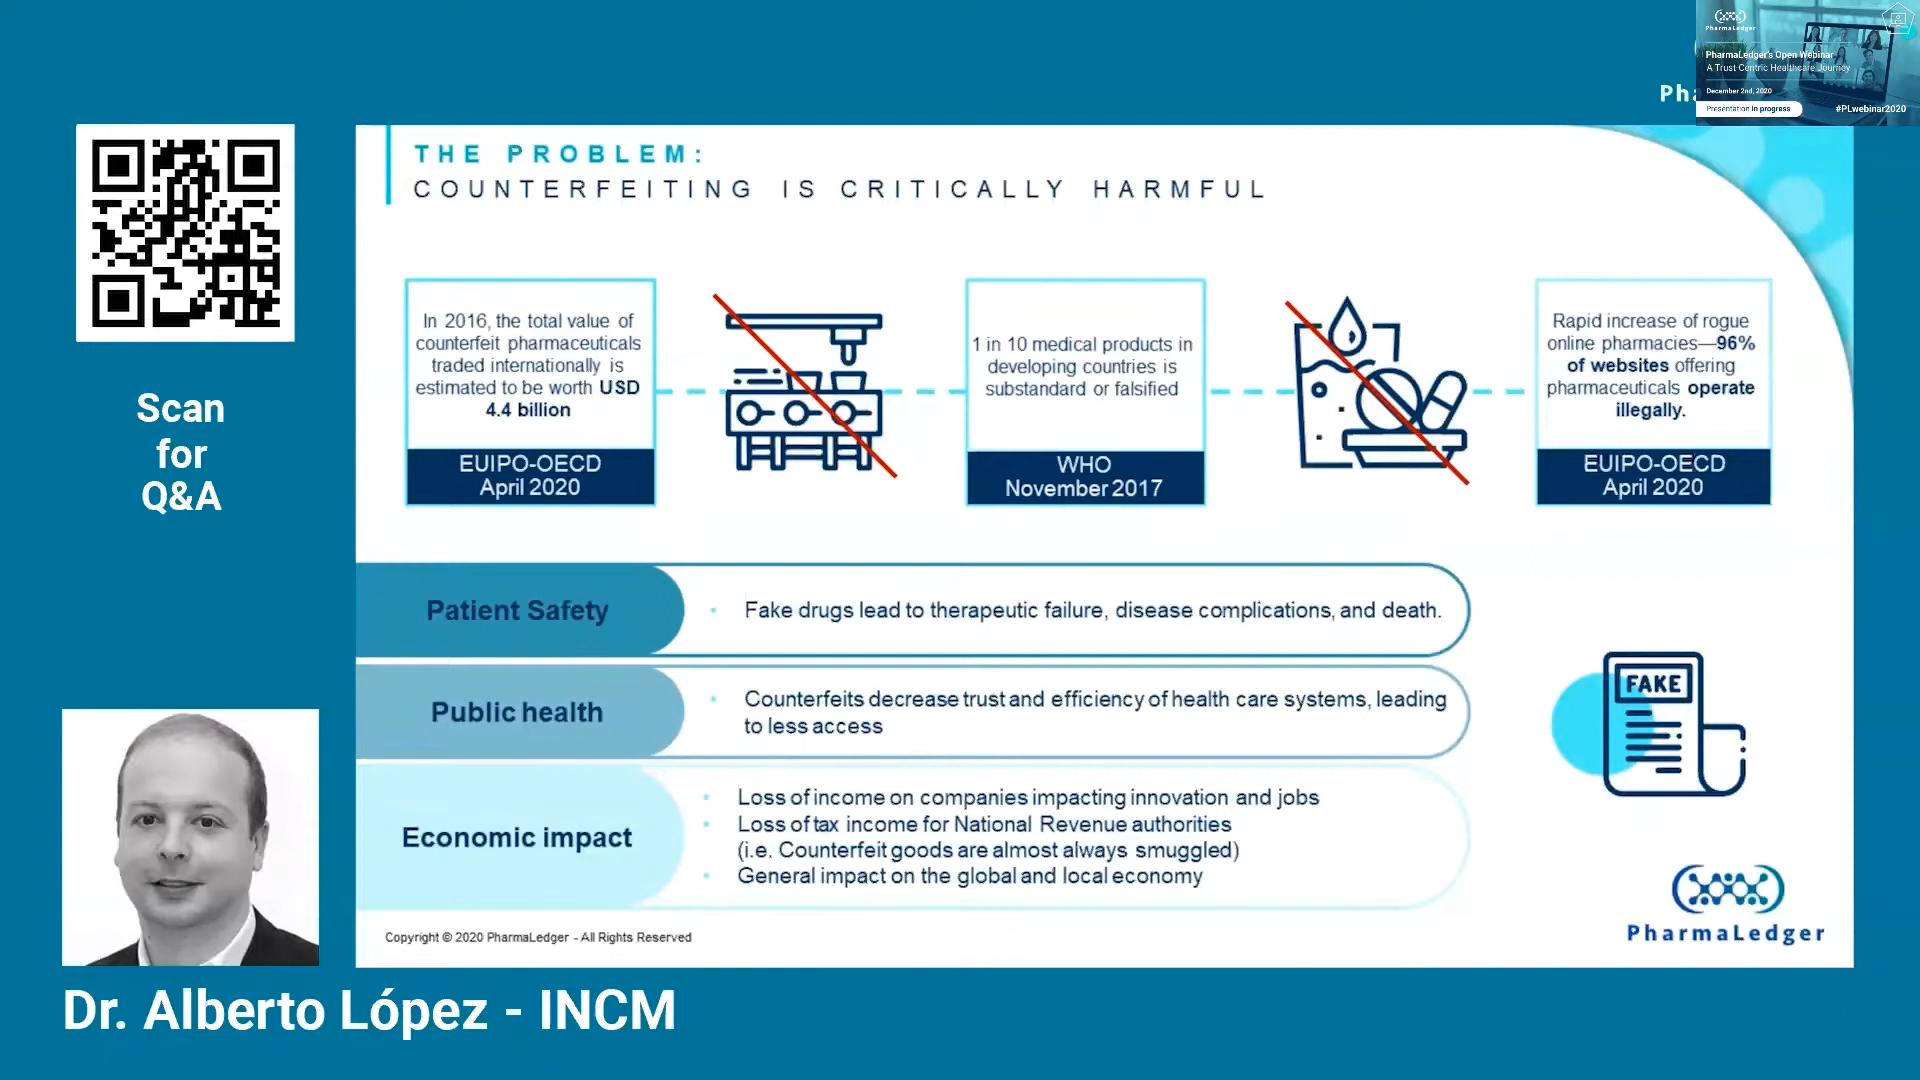 PharmaLedger
PharmaLedger's Open Webinar
A Trust Centric Healthcare Journey
December 2nd, 2020
Presentation in progress
#PLwebinar2020
THE PROBLEM:
COUNTERFEITING IS CRITICALLY HARMFUL
Scan
for
Q&A
In 2016, the total value of
counterfeit pharmaceuticals
traded internationally is
estimated to be worth USD
4.4 billion
EUIPO-OECD
April 2020
1 in 10 medical products in
developing countries is
substandard or falsified
WHO
November 2017
Rapid increase of rogue
online pharmacies—96%
of websites offering
pharmaceuticals operate
illegally.
EUIPO-OECD
April 2020
Patient Safety
• Fake drugs lead to therapeutic failure, disease complications, and death.
Public health
• Counterfeits decrease trust and efficiency of health care systems, leading
to less access
Economic impact
• Loss of income on companies impacting innovation and jobs
• Loss of tax income for National Revenue authorities
(i.e. Counterfeit goods are almost always smuggled)
• General impact on the global and local economy
FAKE
PharmaLedger
Copyright © 2020 PharmaLedger - All Rights Reserved
Dr. Alberto López - INCM